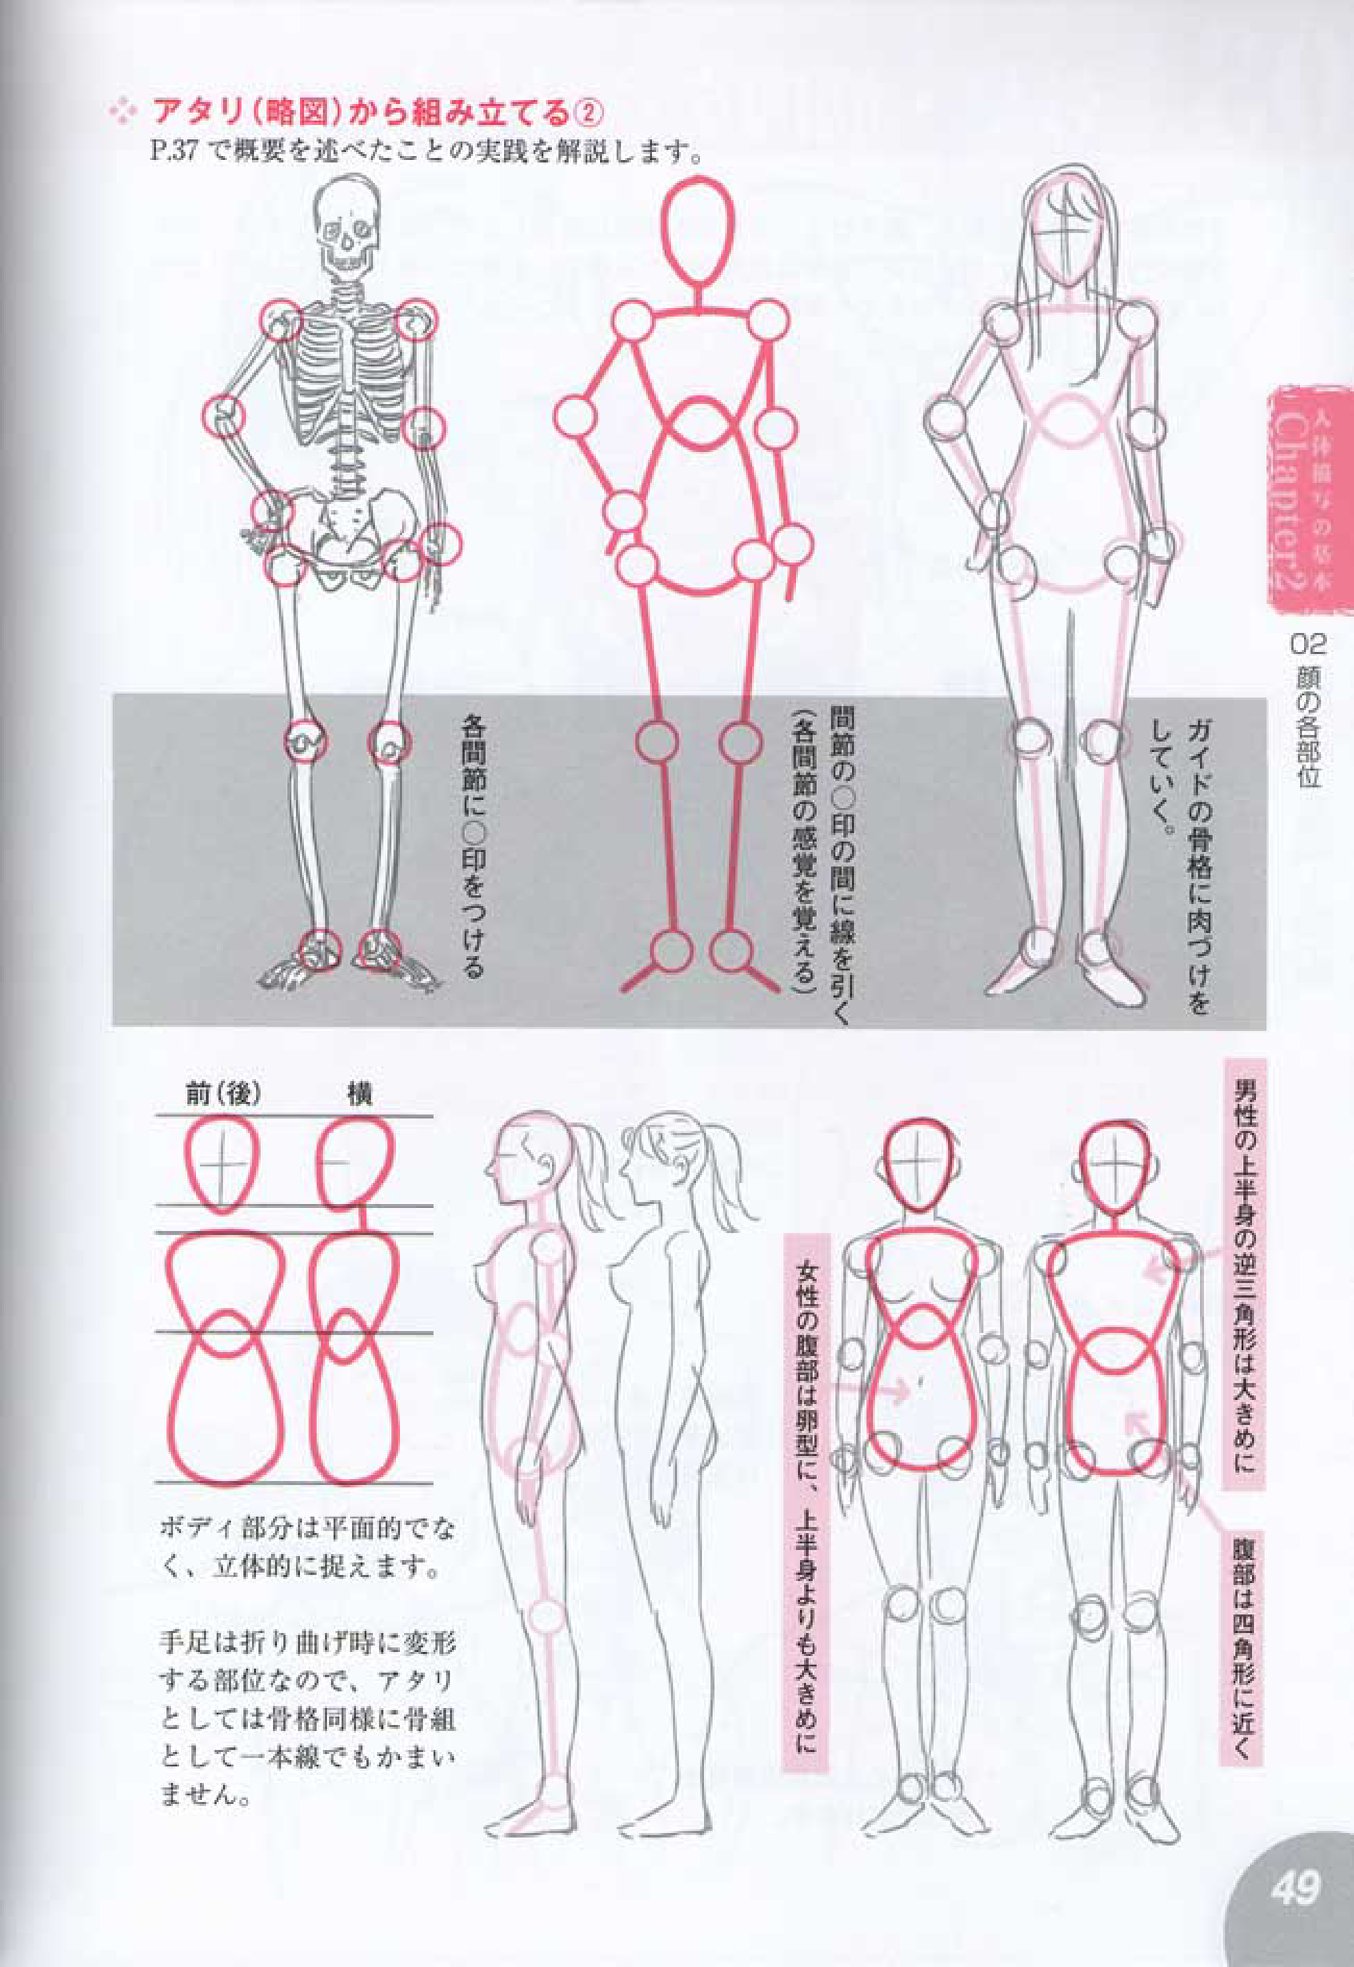 アタリ(略図)から組み立てる②
P.37 で概要を述べたことの実践を解説します。
各間節に○印をつける
間節の○印の間に線を引く
(各間節の感覚を覚える)
ガイドの骨格に肉づけを
していく。
人体描写の基本
Chapter2
02 顔の各部位
前(後)
横
ボディ部分は平面的でな
く、立体的に捉えます。
手足は折り曲げ時に変形
する部位なので、アタリ
としては骨格同様に骨組
として一本線でもかまい
ません。
女性の腹部は卵型に、上半身よりも大きめに
男性の上半身の逆三角形は大きめに
腹部は四角形に近く
49